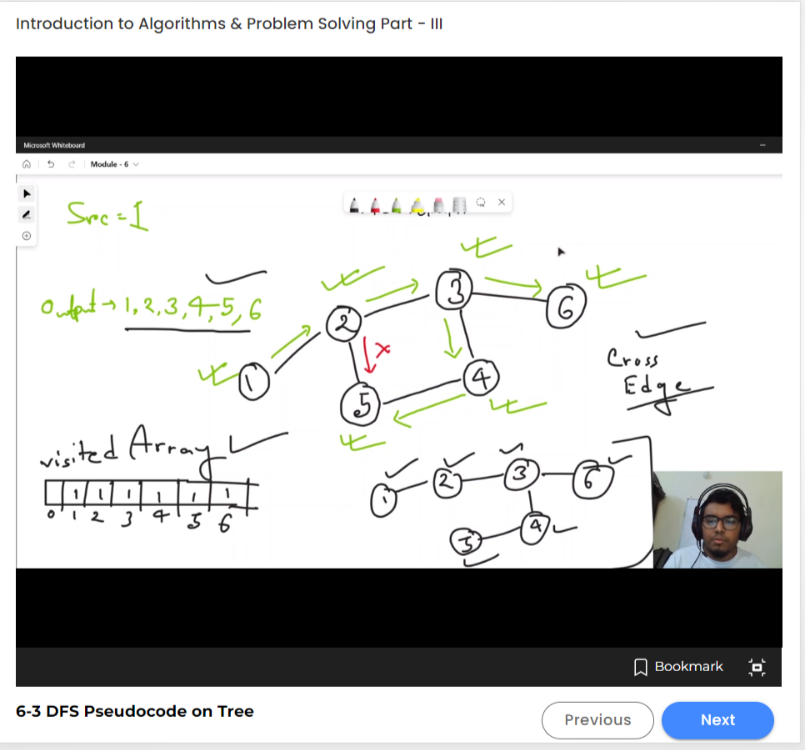 Introduction to Algorithms & Problem Solving Part - III
Microsoft Whiteboard
Module - 6
Src = 1
Output → 1, 2, 3, 4, 5, 6
3
2
6
1
x
4
5
Cross
Edge
visited Array
1 1 1 1 1 1
0 1 2 3 4 5 6
1 2 3 6
5 4
Bookmark
6-3 DFS Pseudocode on Tree
Previous
Next